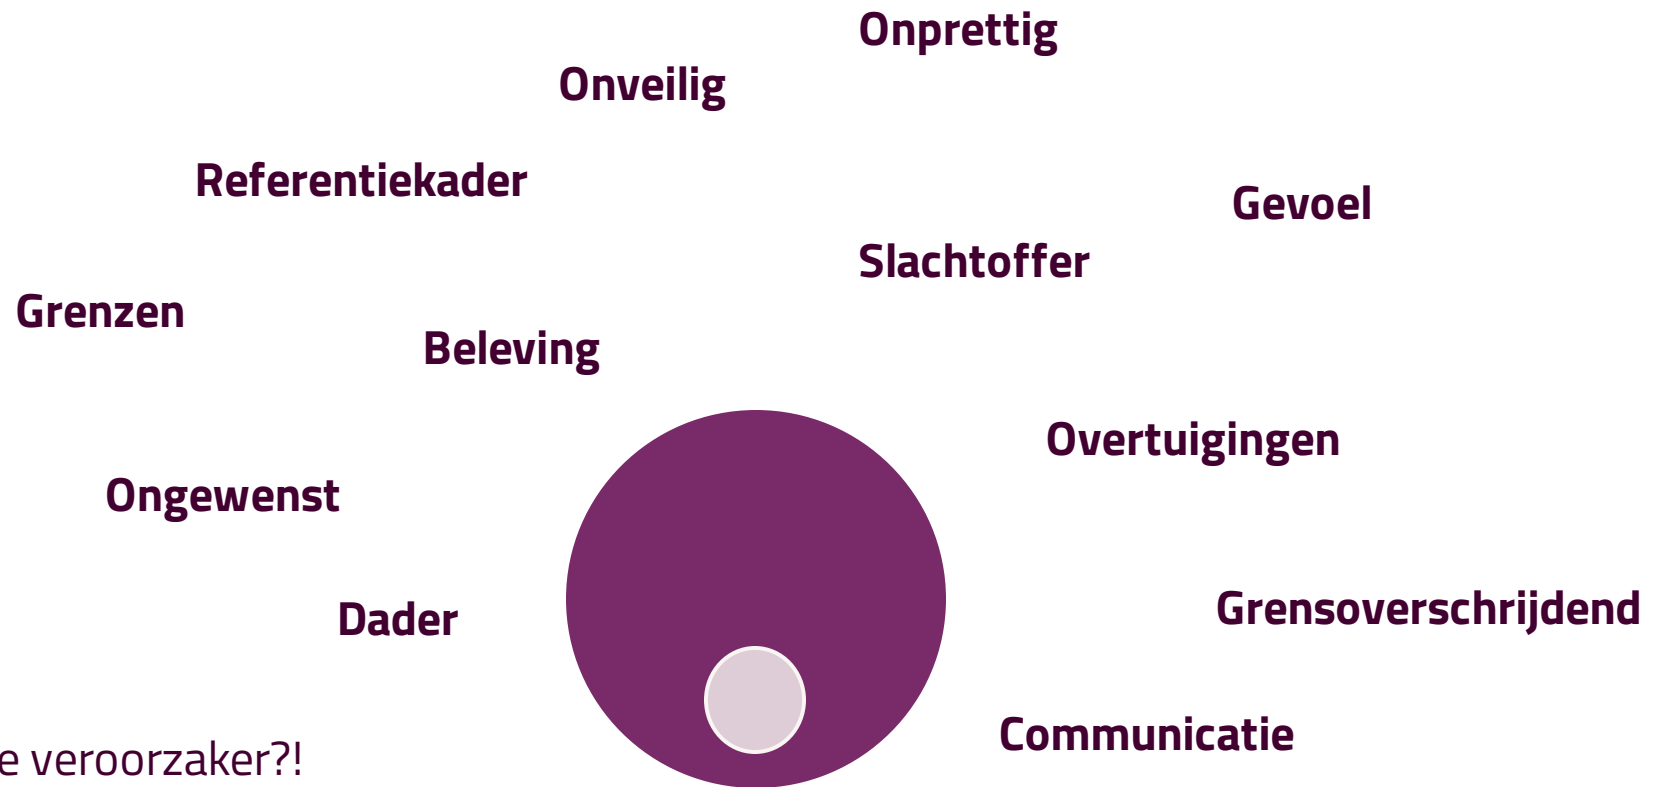 Onprettig
Onveilig
Referentiekader
Gevoel
Slachtoffer
Grenzen
Beleving
Overtuigingen
Ongewenst
Grensoverschrijdend
Dader
Communicatie
e veroorzaker?!